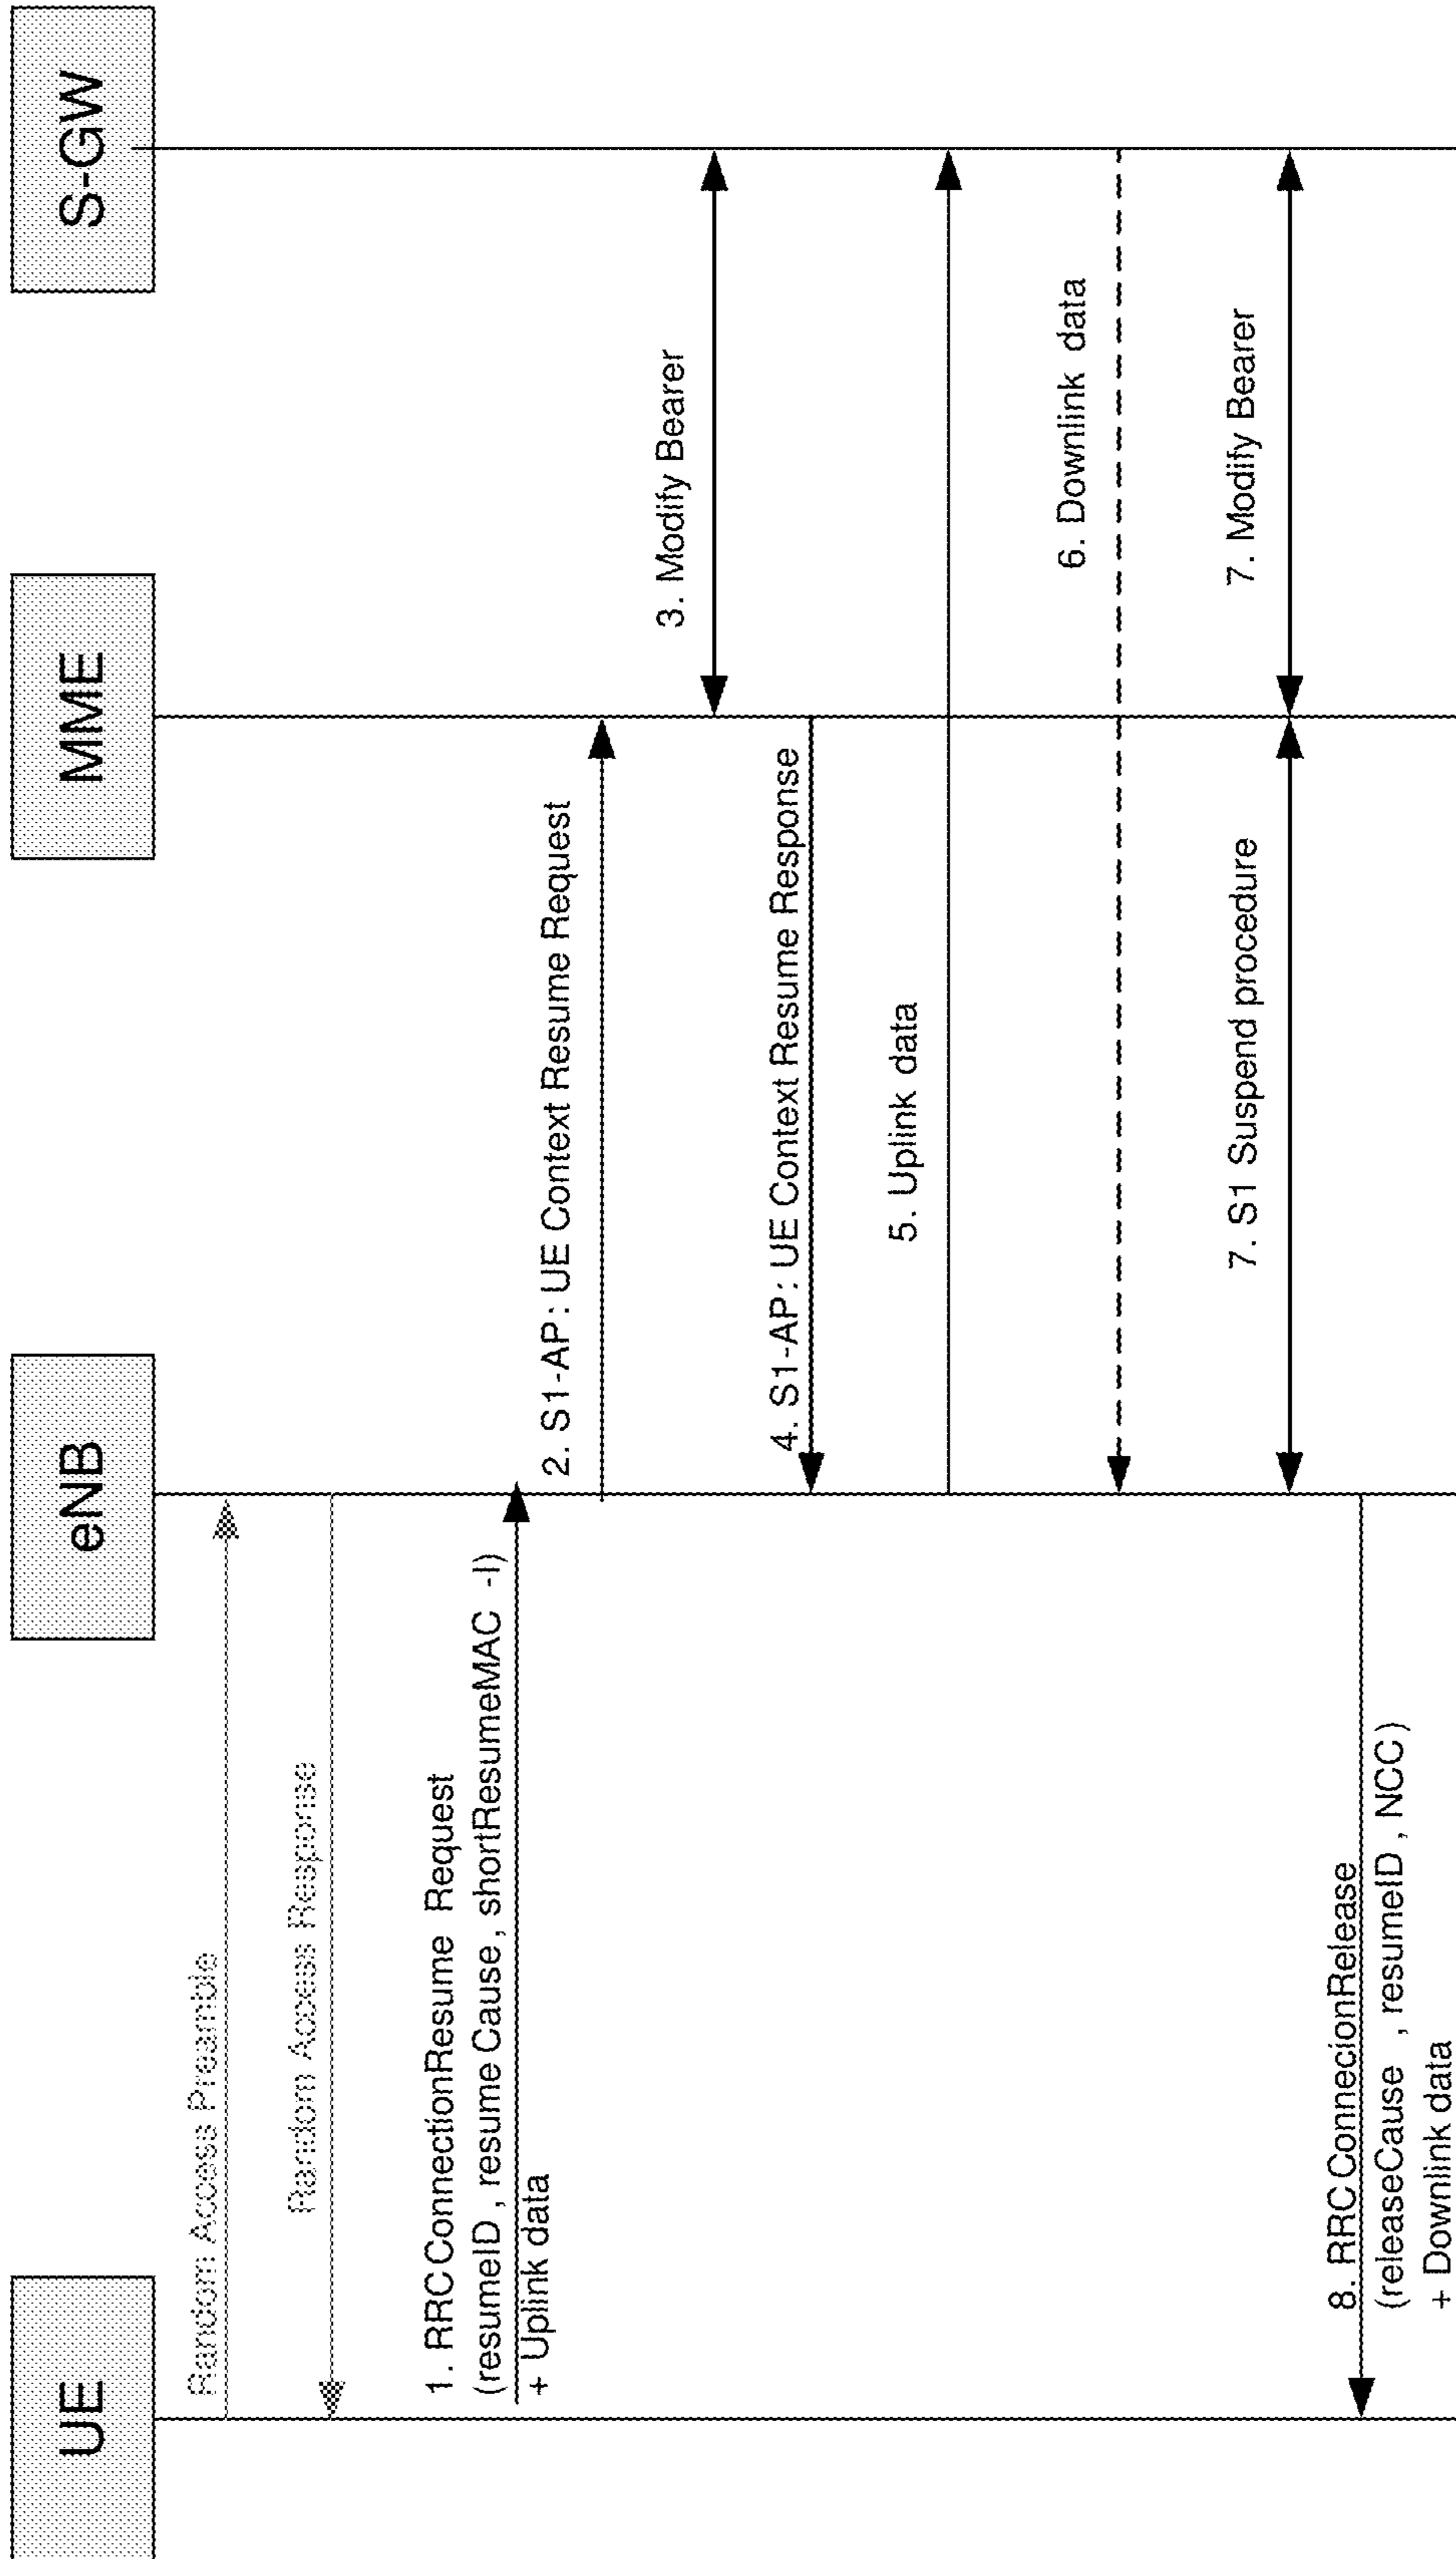 UE
eNB
MME
S-GW
Random Access Preamble
Random Access Response
1. RRCConnectionResume Request
(resumeID , resume Cause , shortResumeMAC -I)
+ Uplink data
2. S1-AP: UE Context Resume Request
3. Modify Bearer
4. S1-AP: UE Context Resume Response
5. Uplink data
6. Downlink data
7. S1 Suspend procedure
7. Modify Bearer
8. RRCConnecionRelease
(releaseCause , resumeID , NCC)
+ Downlink data